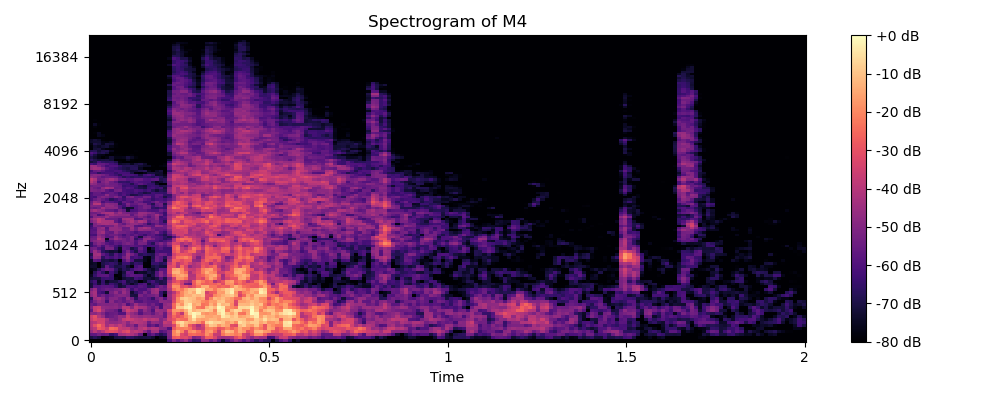 Spectrogram of M4
Hz
16384
8192
4096
2048
1024
512
0
0
0.5
1
1.5
2
Time
+0 dB
-10 dB
-20 dB
-30 dB
-40 dB
-50 dB
-60 dB
-70 dB
-80 dB